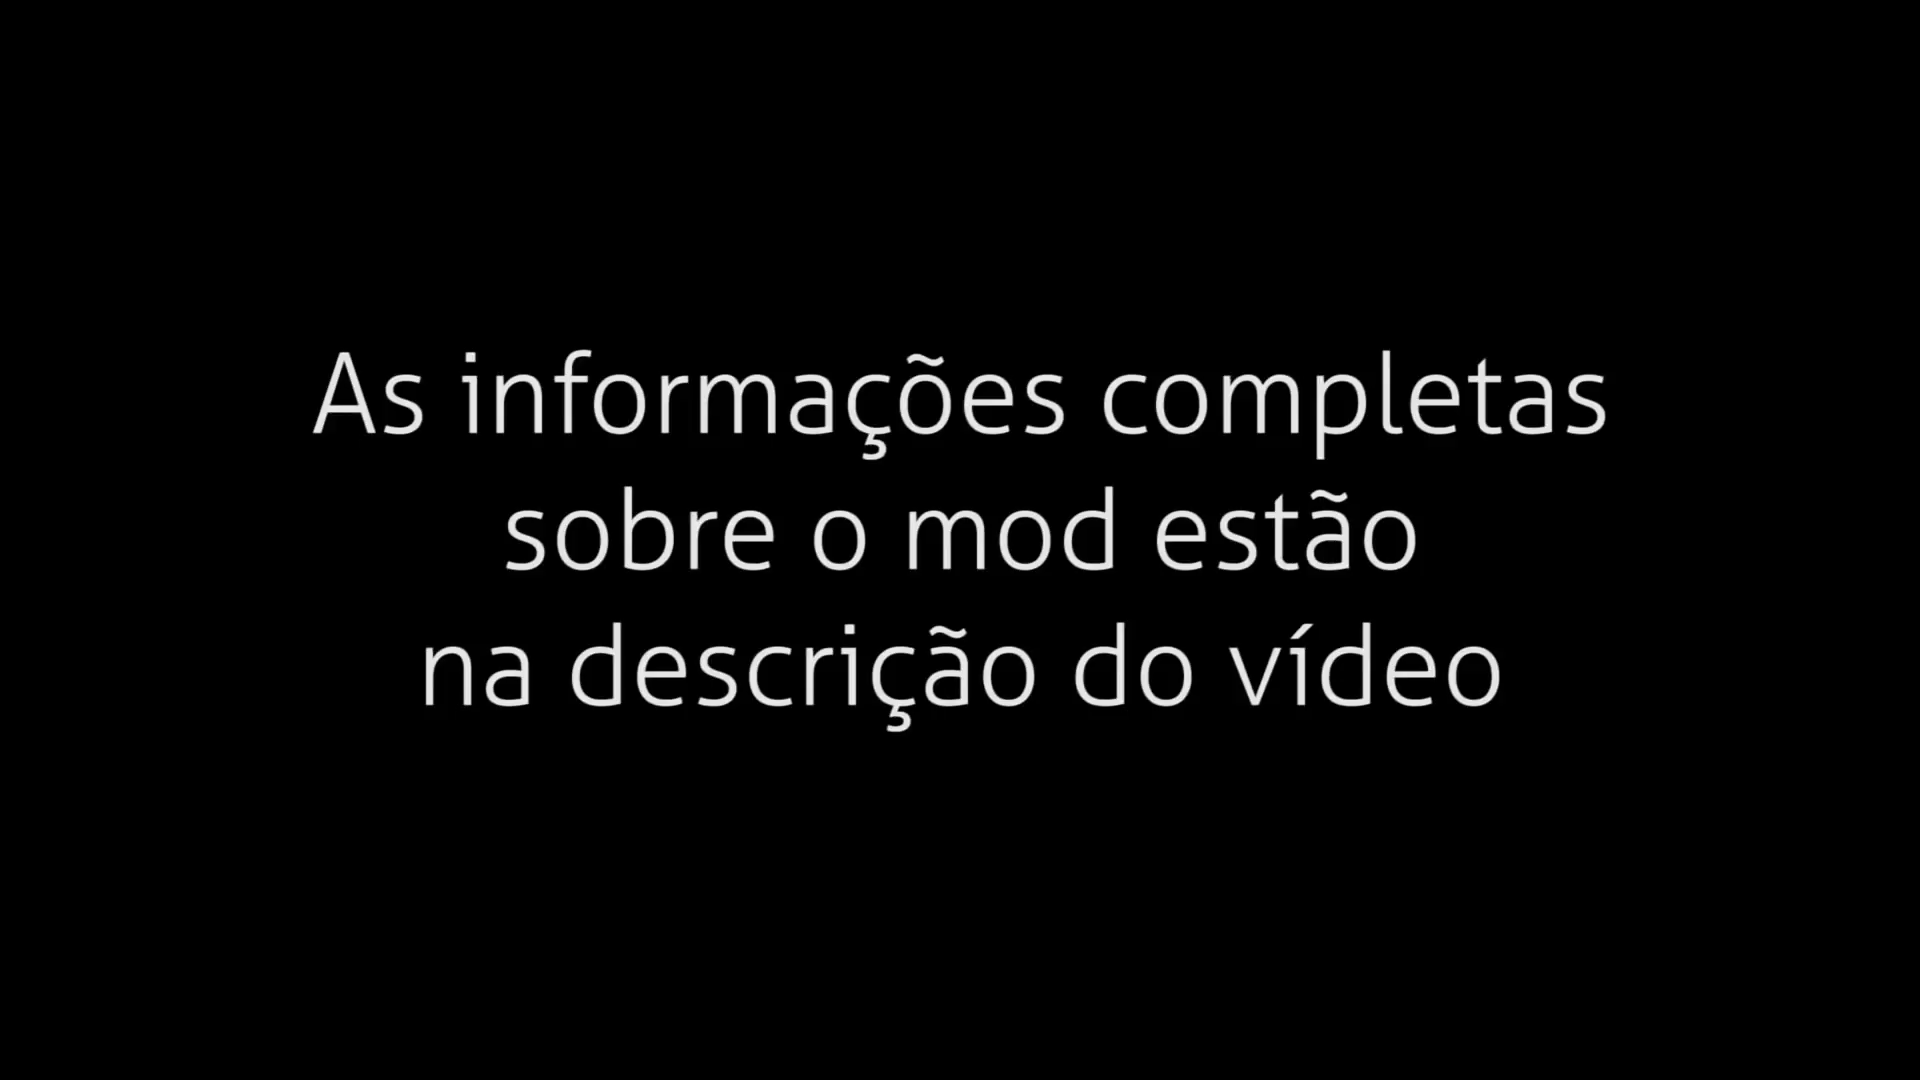 As informações completas
sobre o mod estão
na descrição do vídeo